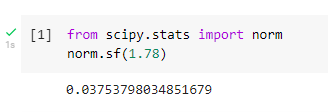 [1] from scipy.stats import norm
1s norm.sf(1.78)
0.03753798034851679